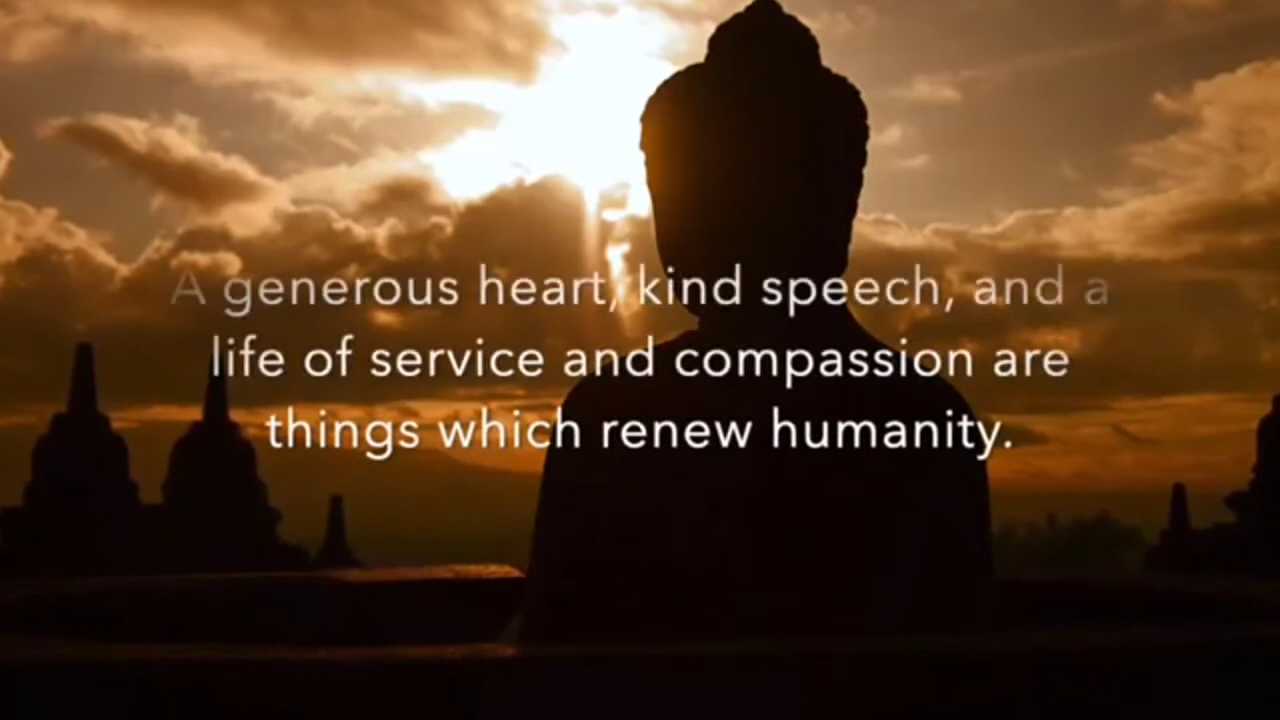 A generous heart, kind speech, and a
life of service and compassion are
things which renew humanity.